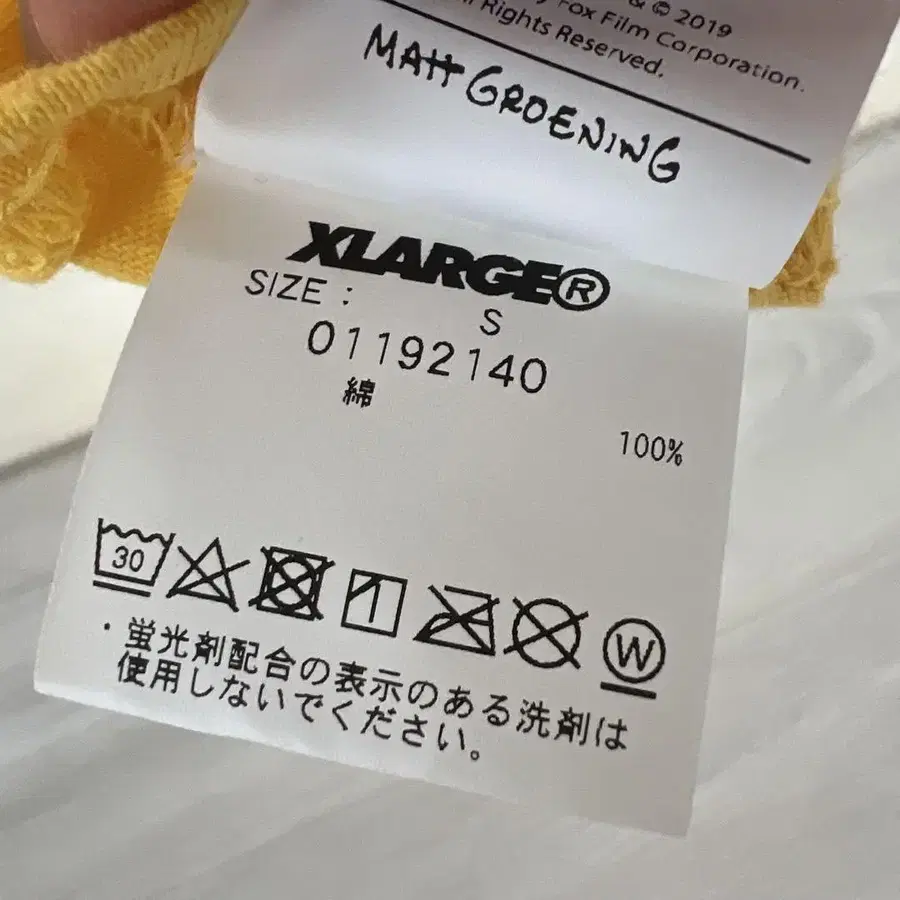 & © 2019
Fox Film Corporation.
Rights Reserved.
MATT GROENING
XLARGE®
SIZE : S
01192140
綿 100%
30
W
・蛍光剤配合の表示のある洗剤は
使用しないでください。